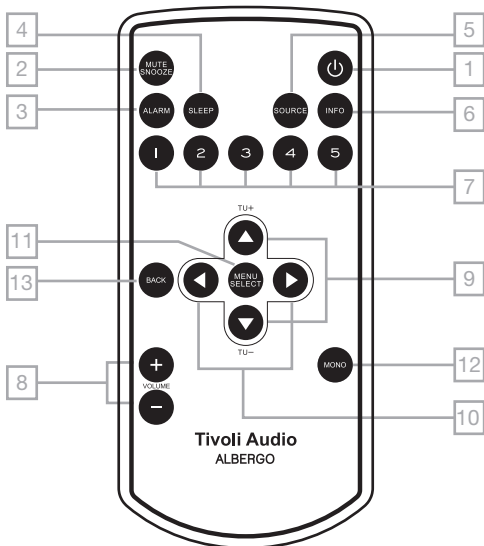 4
5
2
MUTE
SNOOZE
1
3
ALARM
SLEEP
SOURCE
INFO
6
1
2
3
4
5
7
TU+
11
9
13
BACK
MENU
SELECT
TU–
+
8
VOLUME
–
MONO
12
10
Tivoli Audio
ALBERGO